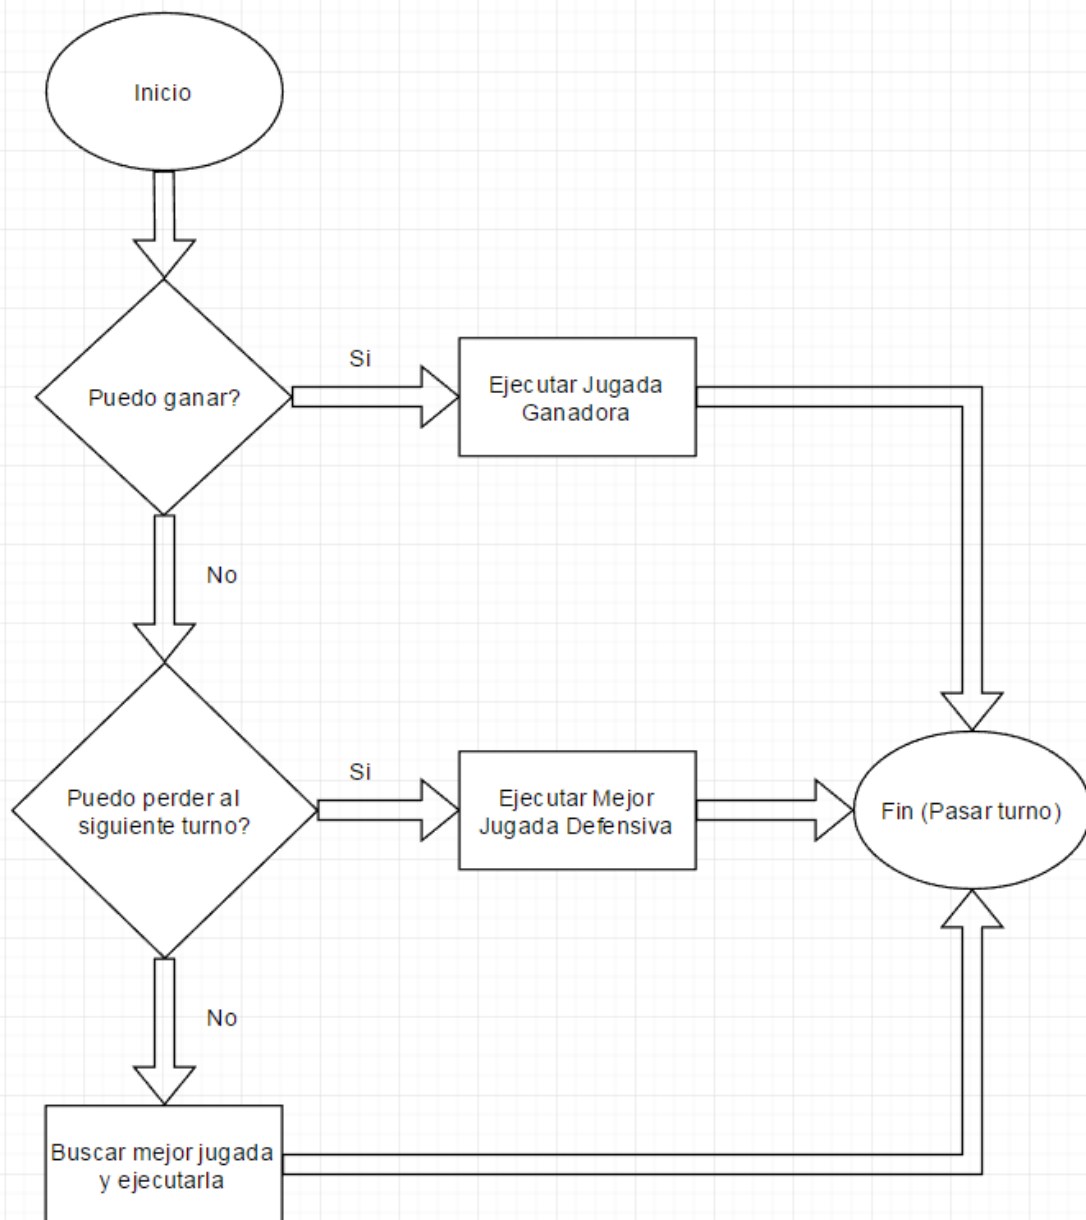 Inicio
Puedo ganar?
Si
Ejecutar Jugada
Ganadora
No
Puedo perder al
siguiente turno?
Si
Ejecutar Mejor
Jugada Defensiva
Fin (Pasar turno)
No
Buscar mejor jugada
y ejecutarla